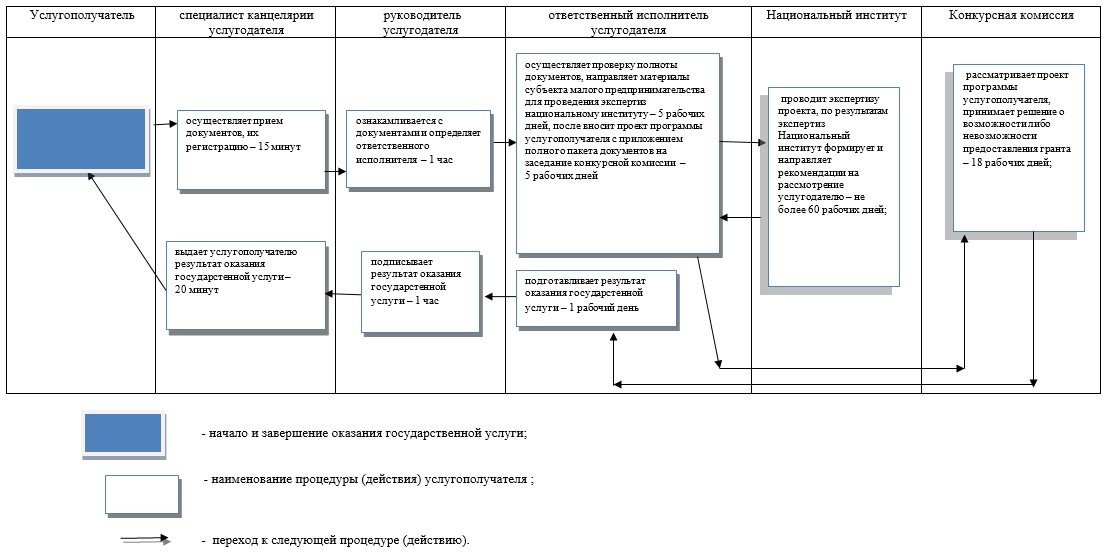 Услугополучатель
специалист канцелярии
услугодателя
руководитель
услугодателя
ответственный исполнитель
услугодателя
Национальный институт
Конкурсная комиссия
осуществляет прием
документов, их
регистрацию – 15 минут
ознакамливается с
документами и определяет
ответственного
исполнителя – 1 час
осуществляет проверку полноты
документов, направляет материалы
субъекта малого предпринимательства
для проведения экспертиз
национальному институту – 5 рабочих
дней, после вносит проект программы
услугополучателя с приложением
полного пакета документов на
заседание конкурсной комиссии –
5 рабочих дней
проводит экспертизу
проекта, по результатам
экспертиз
Национальный
институт формирует и
направляет
рекомендации на
рассмотрение
услугодателю – не
более 60 рабочих дней;
рассматривает проект
программы
услугополучателя,
принимает решение о
возможности либо
невозможности
предоставления гранта
– 18 рабочих дней;
выдает услугополучателю
результат оказания
государстенной услуги –
20 минут
подписывает
результат оказания
государстенной
услуги – 1 час
подготавливает результат
оказания государстенной
услуги – 1 рабочий день
- начало и завершение оказания государственной услуги;
- наименование процедуры (действия) услугополучателя ;
- переход к следующей процедуре (действию).